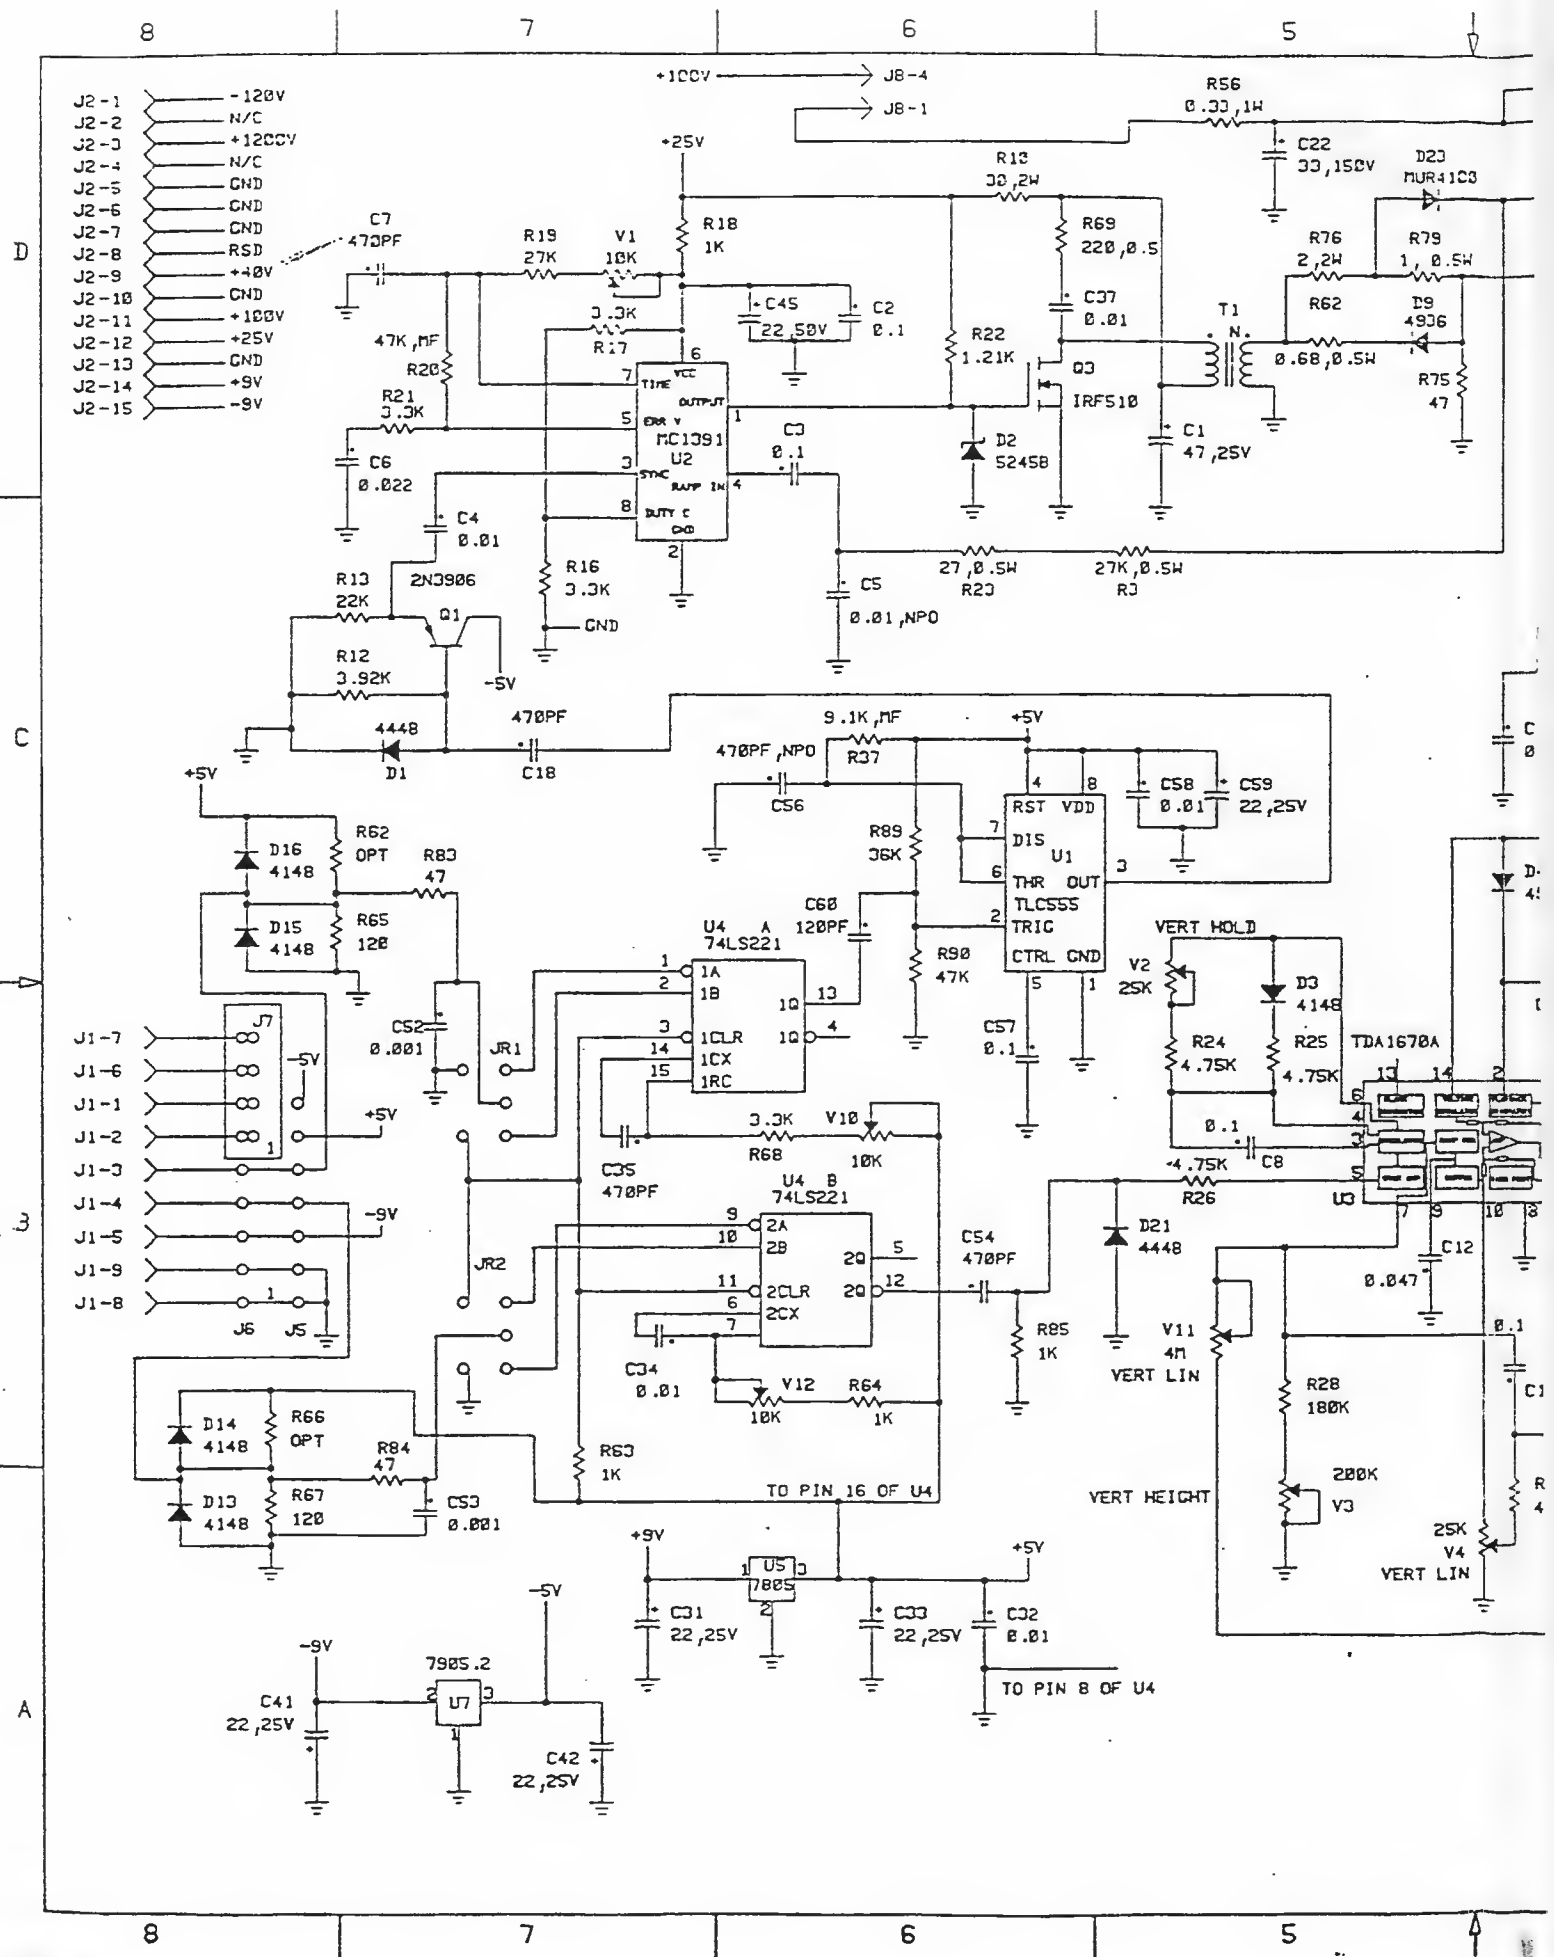 8 7 6 5
+100V J8-4
J8-1
J2-1 -120V
J2-2 N/C
J2-3 +1200V
J2-4 N/C
J2-5 GND
J2-6 GND
J2-7 GND
J2-8 RSD
J2-9 +40V
J2-10 GND
J2-11 +100V
J2-12 +25V
J2-13 GND
J2-14 +9V
J2-15 -9V
R56
0.33,1W
C22
33,150V
D23
+25V
R18
1K
C7
470PF
R19
27K
V1
10K
3.3K
R17
C45
22,50V
C2
0.1
30,2W
R69
220,0.5
C37
0.01
R22
1.21K
Q3
IRF510
T1
N
R76
2,2W
R79
1, 0.5W
R62
0.68,0.5W
D9
4936
R75
47
D
47K,MF
R20
R21
3.3K
C6
0.022
6
VCC
7 TIME
OUTPUT 1
5 ERR V
MC1391
U2
3 SYNC
RAMP IN 4
8 DUTY C
GND
2
C3
0.1
D2
5245B
C1
47,25V
C4
0.01
2N3906
R13
22K
Q1
R12
3.92K
-5V
4448
D1
470PF
C18
R16
3.3K
GND
C5
0.01,NPO
27,0.5W
R23
27K,0.5W
R3
C
9.1K,MF
R37
+5V
470PF,NPO
C56
R89
36K
4 8
RST VDD
7 DIS
U1
6 THR OUT 3
TLC555
2 TRIG
CTRL GND
5 1
C58
0.01
C59
22,25V
+5V
D16
4148
R62
OPT
R83
47
D15
4148
R65
120
C60
120PF
R90
47K
C57
0.1
U4 A
74LS221
1 1A
2 1B
1Q 13
3 1CLR
1Q 4
14 1CX
15 1RC
VERT HOLD
V2
25K
D3
4148
R24
4.75K
R25
4.75K
TDA1670A
13 14 2
6
4
3
5
U3
7 9 10 8
C52
0.001
JR1
J7
J1-7
J1-6
J1-1
J1-2
J1-3
J1-4
J1-5
J1-9
J1-8
-5V
+5V
1
-9V
1
J6 J5
C35
470PF
3.3K
R68
V10
10K
0.1
C8
4.75K
R26
B
U4 B
74LS221
9 2A
10 2B
2Q 5
11 2CLR
2Q 12
6 2CX
7
JR2
C34
0.01
V12
10K
R64
1K
C54
470PF
R85
1K
D21
4448
V11
4M
VERT LIN
C12
0.047
0.1
R28
180K
200K
V3
VERT HEIGHT
25K
V4
VERT LIN
D14
4148
R66
OPT
R84
47
D13
4148
R67
120
C53
0.001
R63
1K
TO PIN 16 OF U4
+9V
1 U5 3
7805
2
+5V
C31
22,25V
C33
22,25V
C32
0.01
TO PIN 8 OF U4
A
-9V
7905.2
2 U7 3
1
-5V
C41
22,25V
C42
22,25V
8 7 6 5